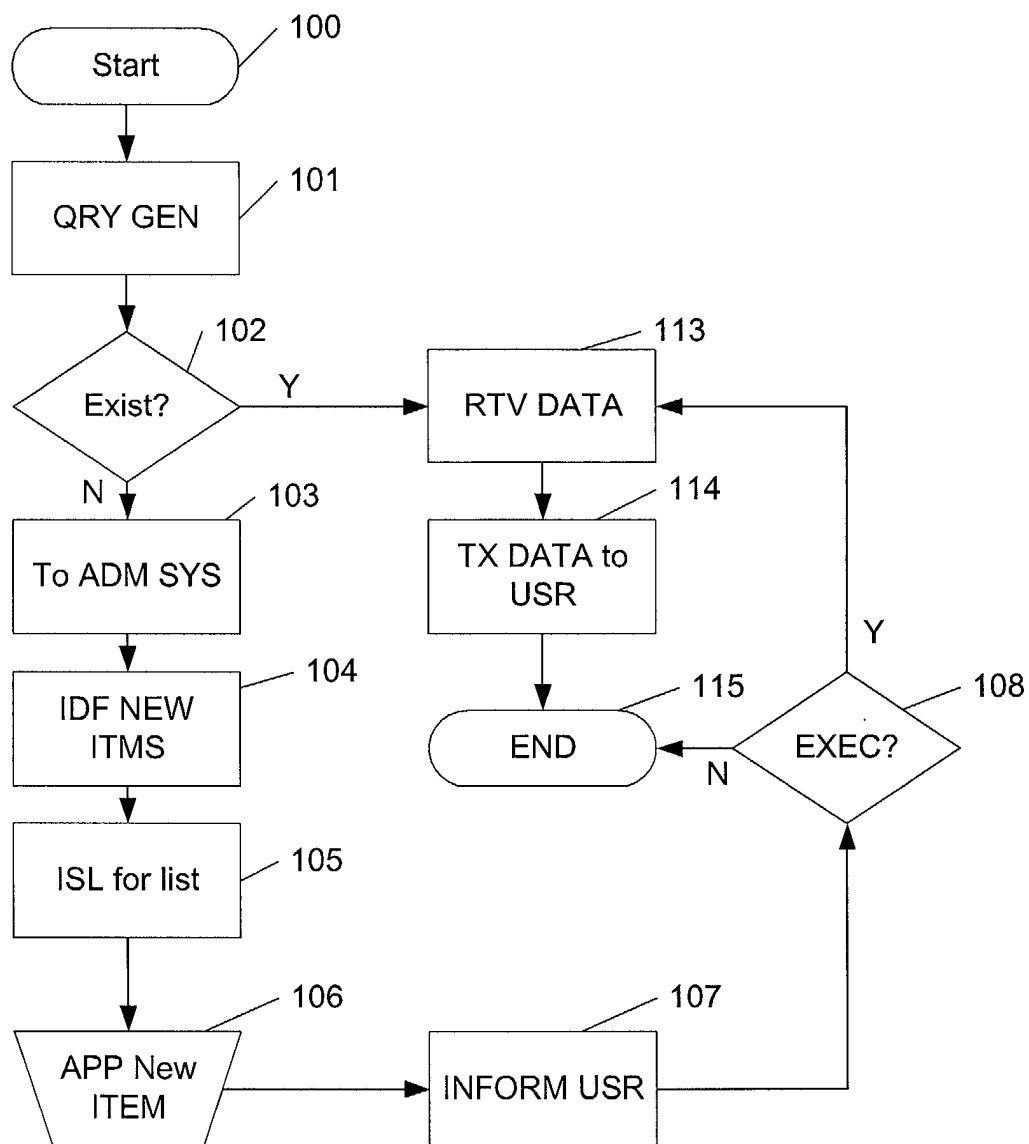 100
Start
101
QRY GEN
102
Exist?
Y
113
RTV DATA
N
103
To ADM SYS
114
TX DATA to
USR
Y
104
IDF NEW
ITMS
115
END
N
108
EXEC?
105
ISL for list
106
APP New
ITEM
107
INFORM USR